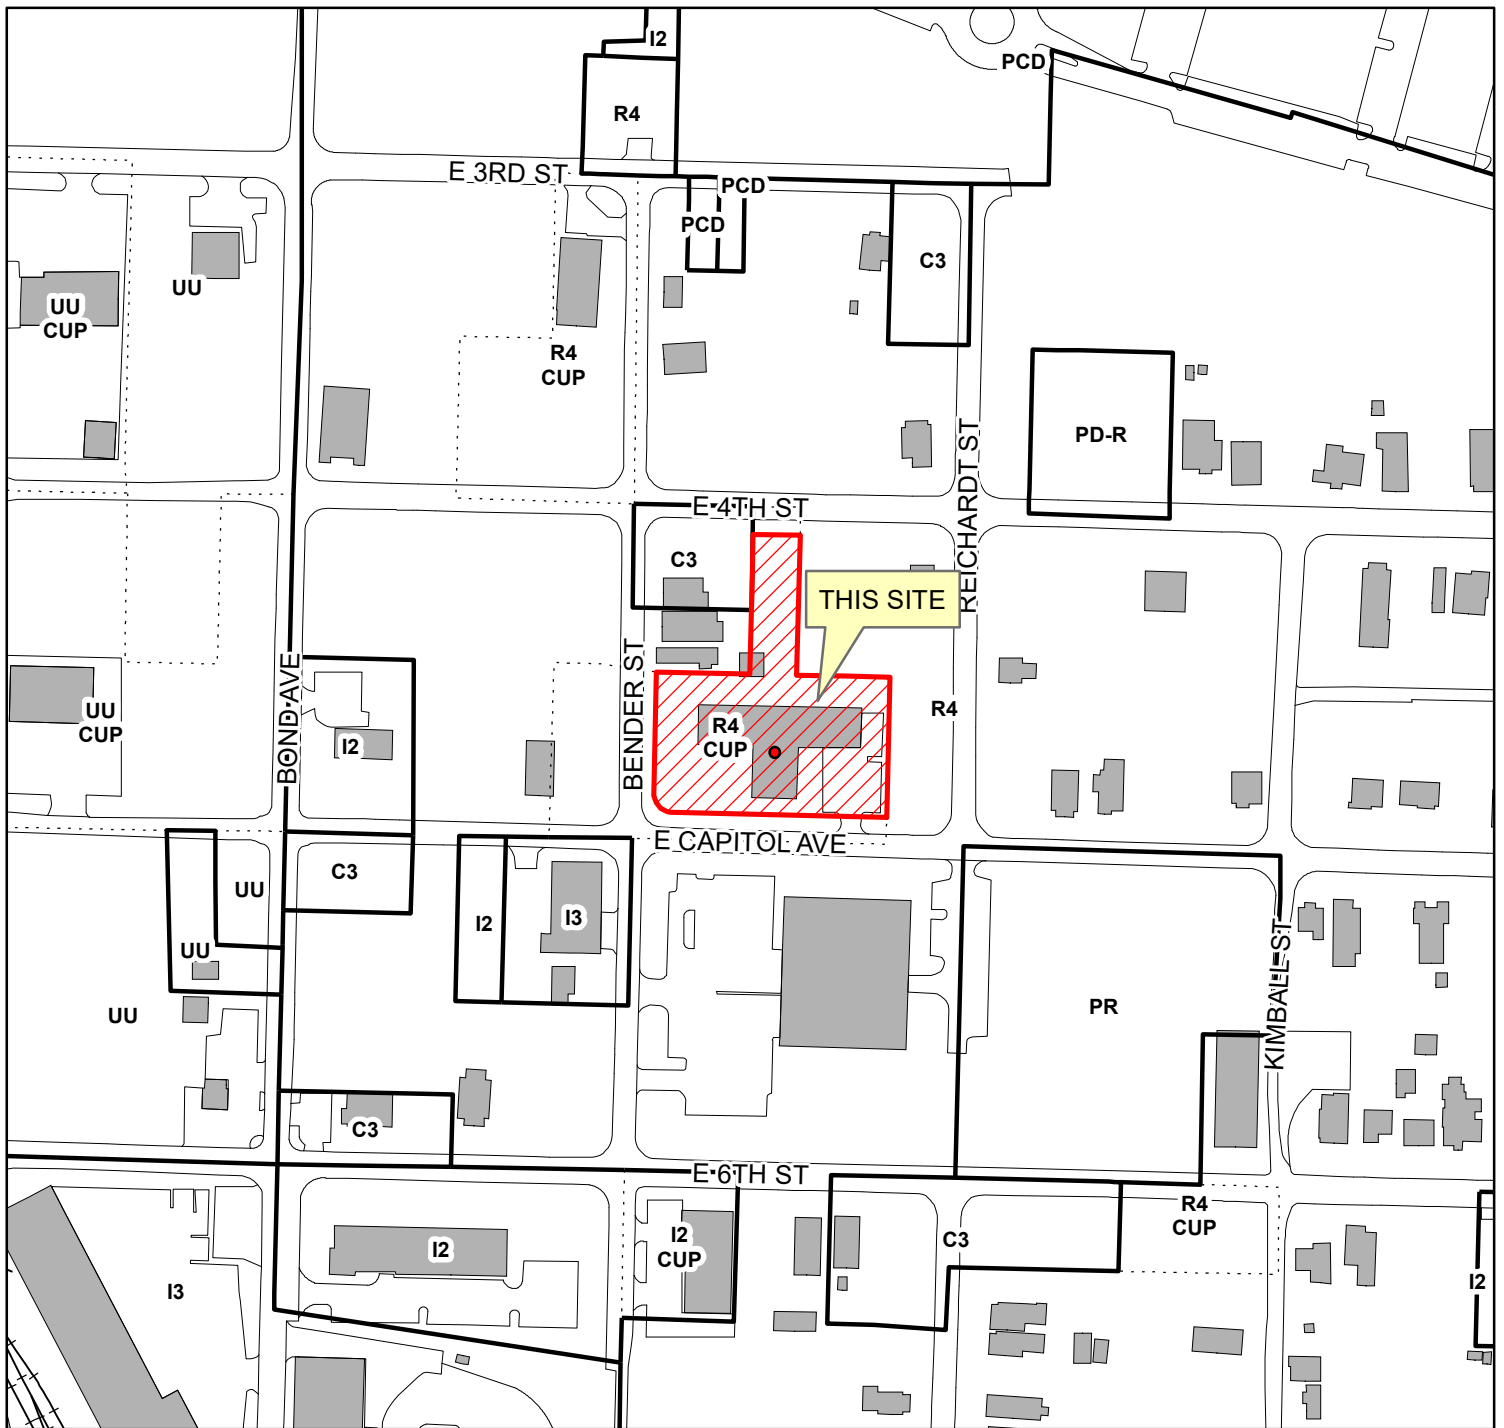 I2
PCD
R4
E 3RD ST
PCD
PCD
C3
UU
UU
CUP
R4
CUP
PD-R
REICHARDT ST
E 4TH ST
C3
THIS SITE
BENDER ST
BOND AVE
UU
CUP
I2
R4
CUP
R4
E CAPITOL AVE
C3
UU
I2
I3
UU
KIMBALL ST
UU
PR
C3
E 6TH ST
R4
CUP
I2
I2
CUP
C3
I3
I2